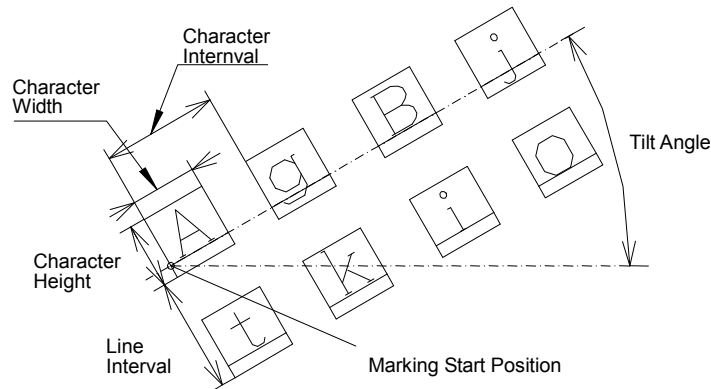 Character
Internval
Character
Width
A g B j
Tilt Angle
Character
Height
t k i o
Line
Interval
Marking Start Position